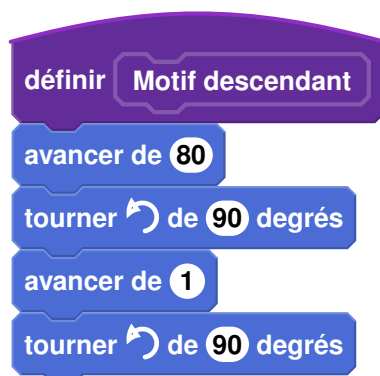 définir Motif descendant
avancer de 80
tourner de 90 degrés
avancer de 1
tourner de 90 degrés